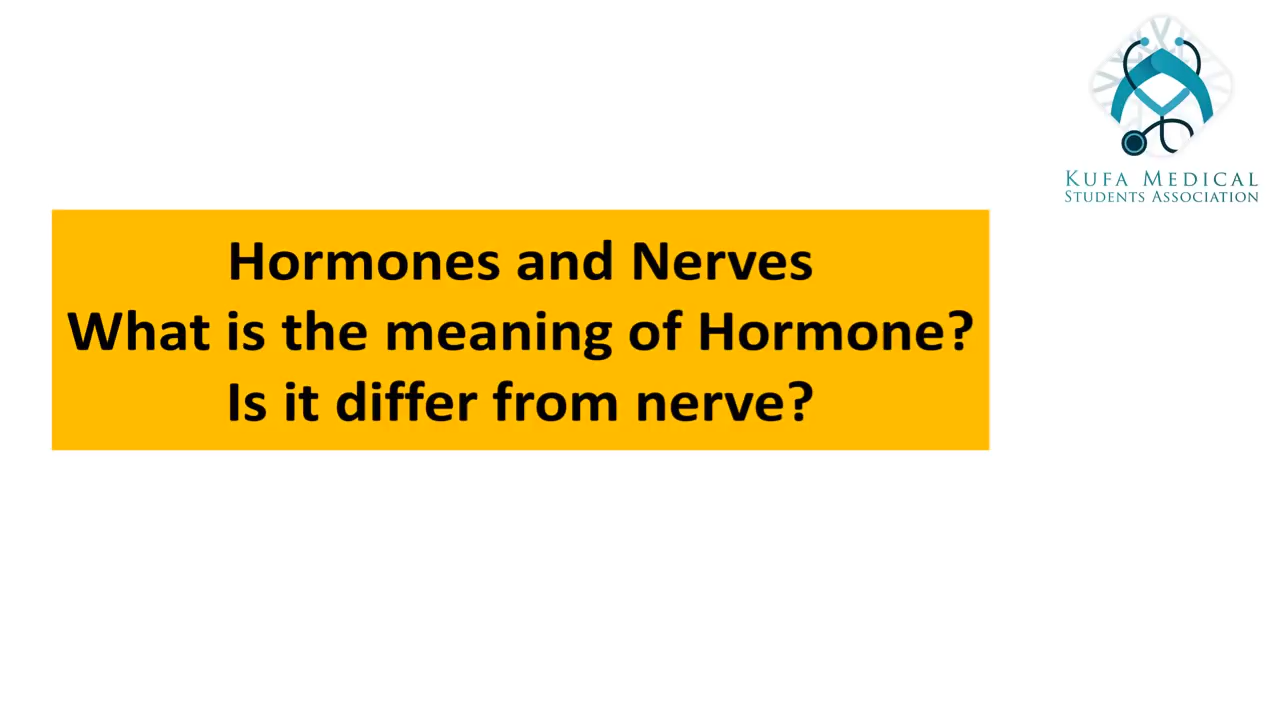 KUFA MEDICAL
STUDENTS ASSOCIATION
Hormones and Nerves
What is the meaning of Hormone?
Is it differ from nerve?